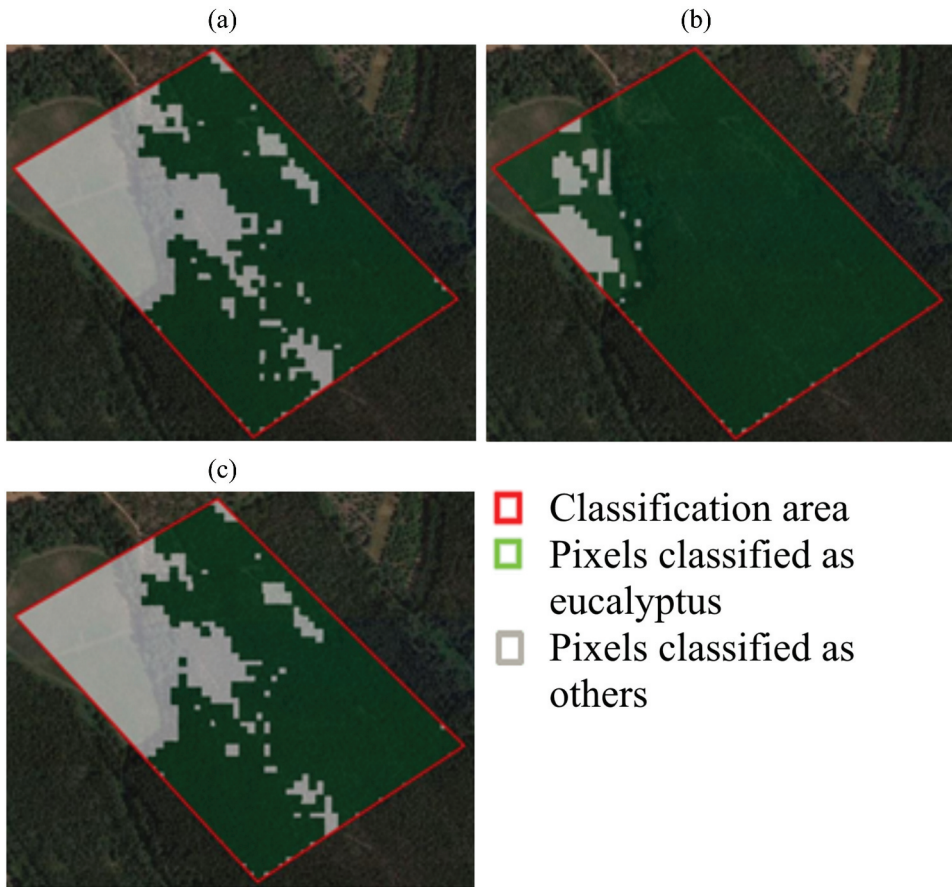 (a)
(b)
(c)
Classification area
Pixels classified as
eucalyptus
Pixels classified as
others